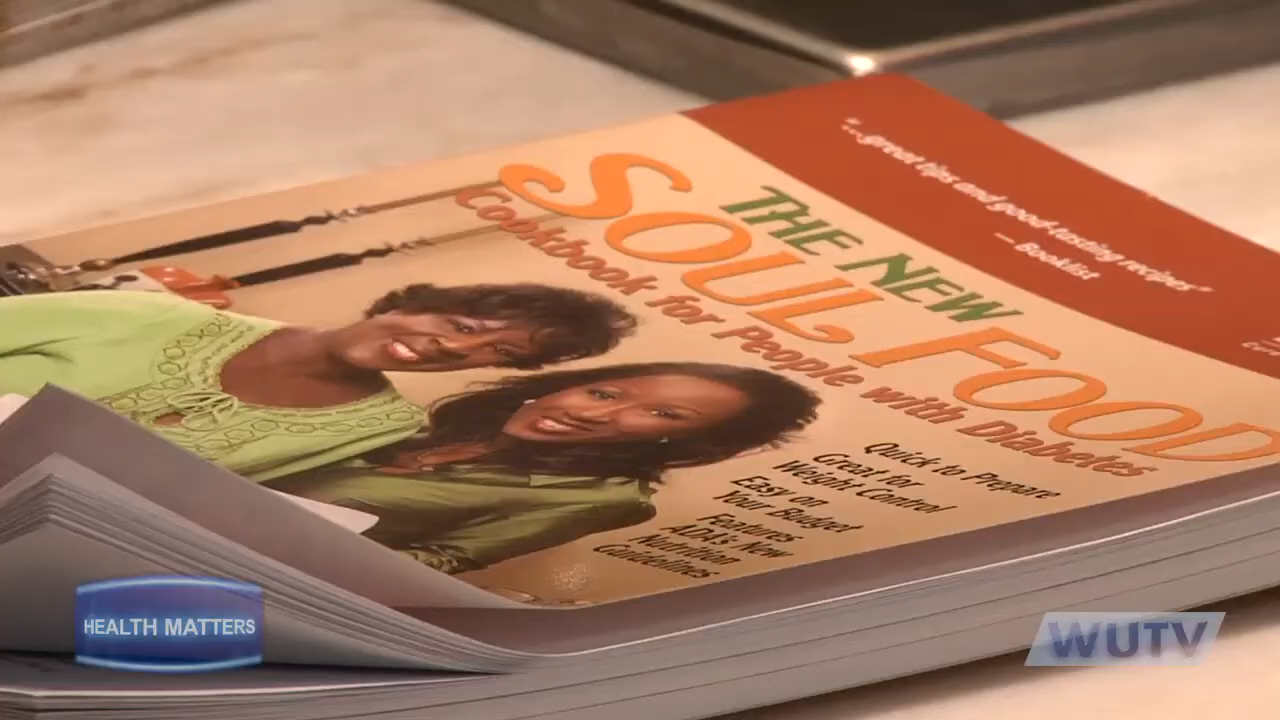 "...great tips and good-tasting recipes"
— Booklist
THE NEW
SOUL FOOD
Cookbook for People with Diabetes
Quick to Prepare
Great for
Weight Control
Easy on
Your Budget
Features
ADA's New
Nutrition
Guidelines
HEALTH MATTERS
WUTV